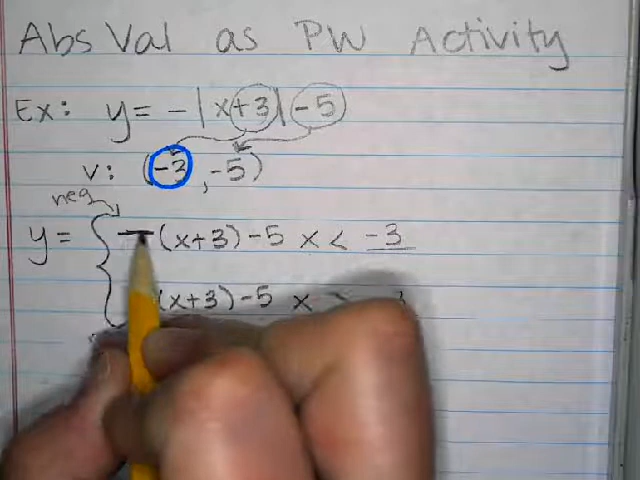 Abs Val as PW Activity
Ex: y = -|x+3|-5
v: (-3,-5)
neg
y = { -(x+3)-5 x < -3
(x+3)-5 x